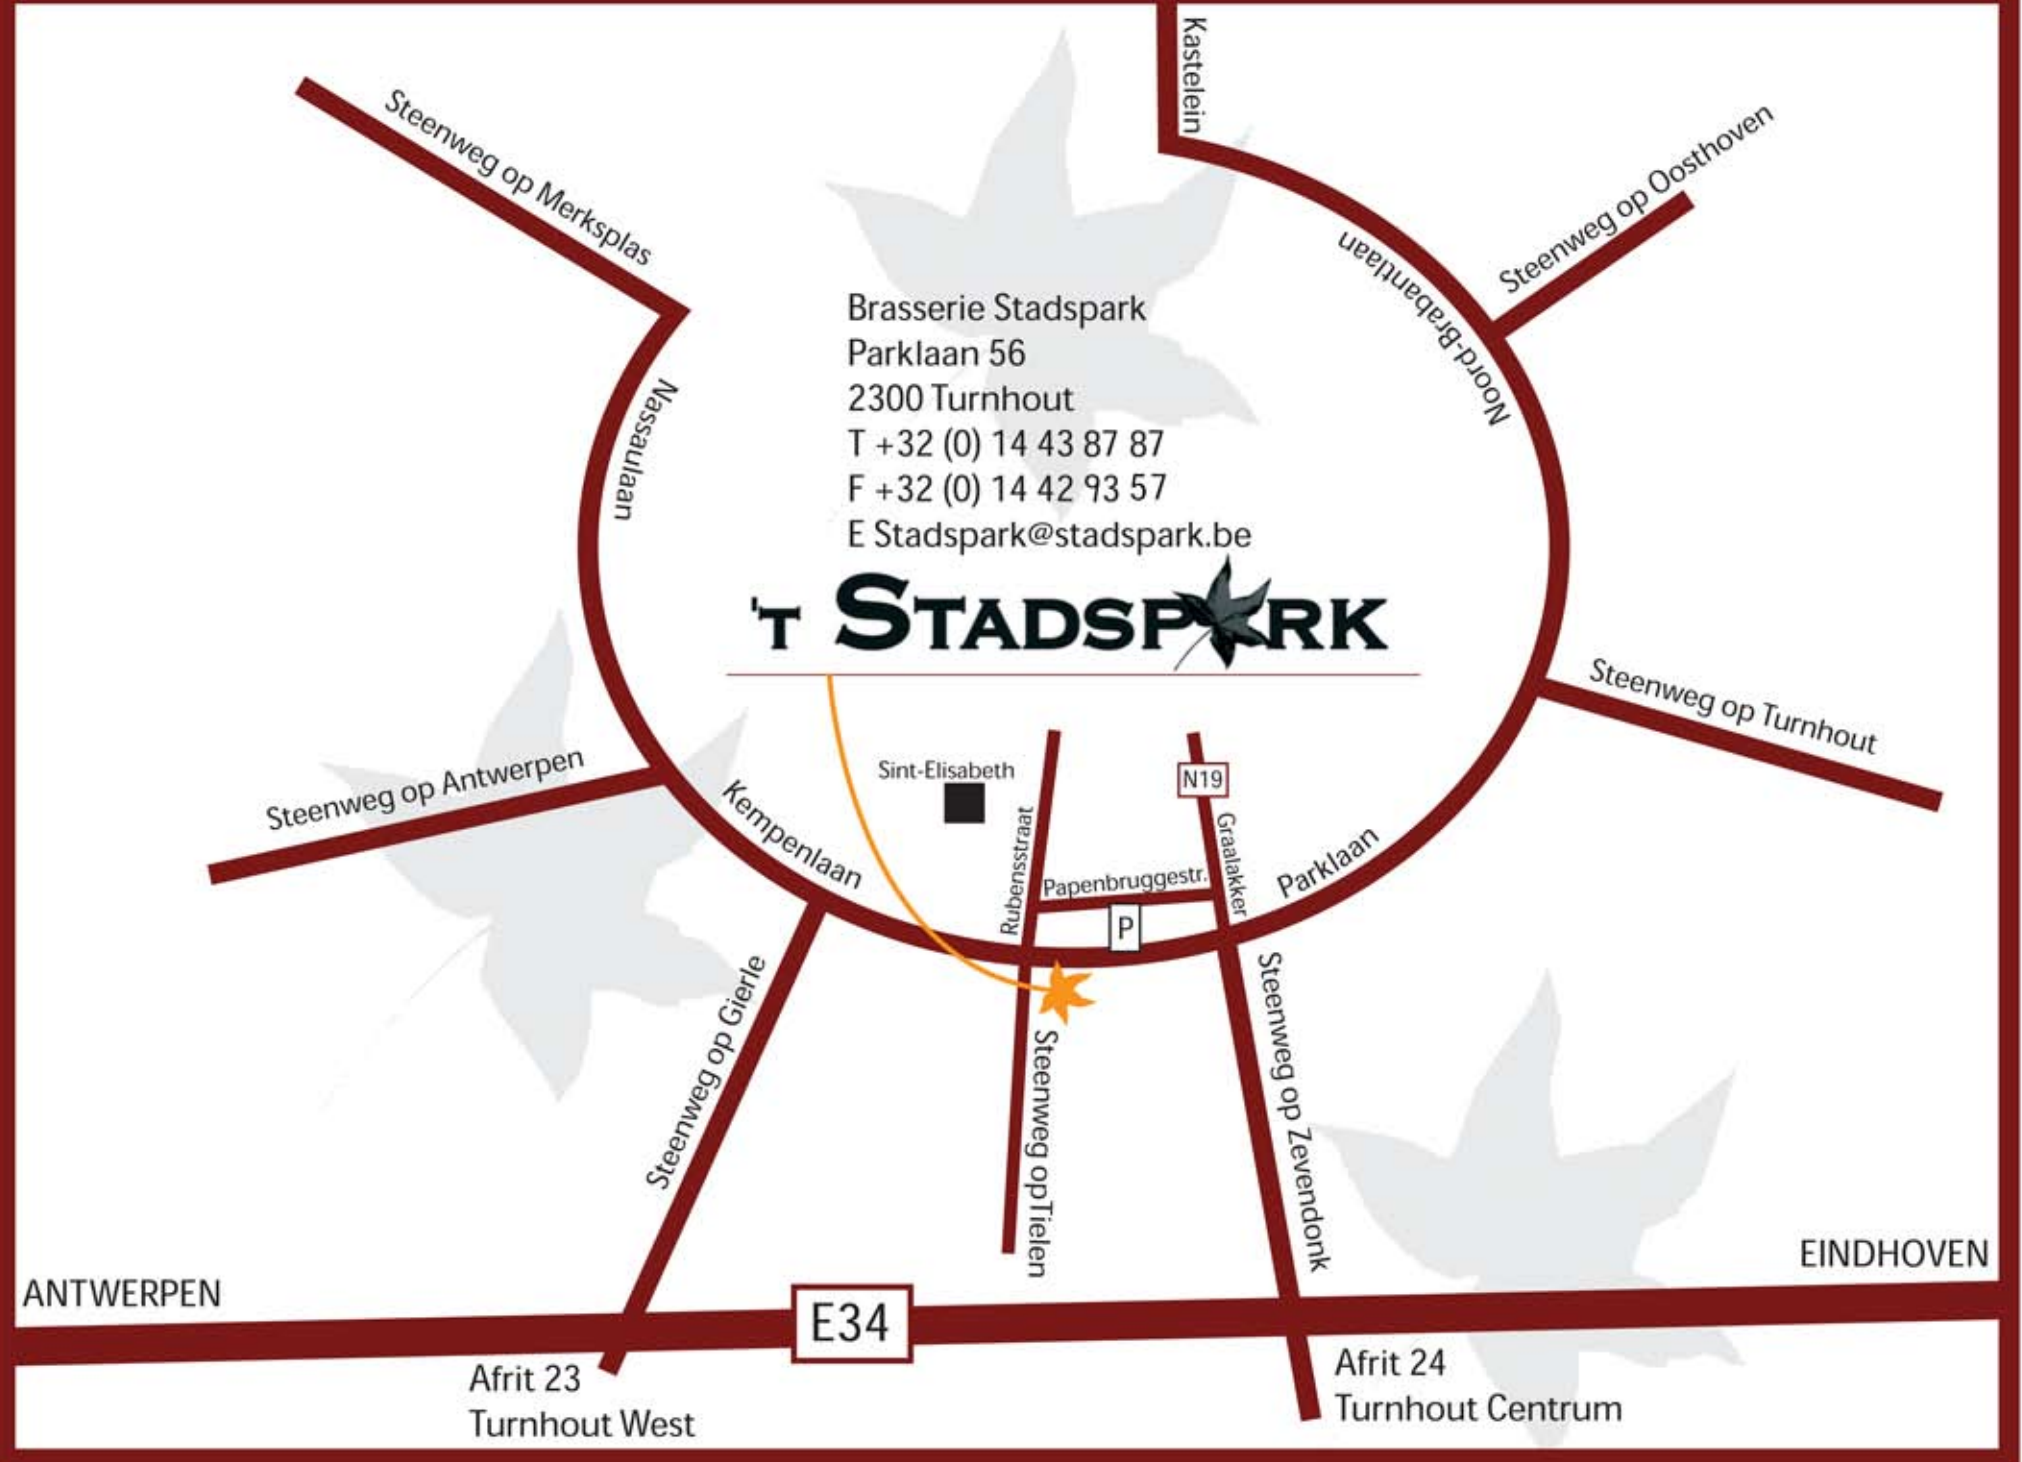 Kastelein
Steenweg op Merksplas
Steenweg op Oosthoven
Noord-Brabantlaan
Brasserie Stadspark
Parklaan 56
2300 Turnhout
T +32 (0) 14 43 87 87
F +32 (0) 14 42 93 57
E Stadspark@stadspark.be
Nassaulaan
'T STADSPARK
Steenweg op Turnhout
Steenweg op Antwerpen
Kempenlaan
Sint-Elisabeth
N19
Rubensstraat
Graalakker
Papenbruggestr.
Parklaan
P
Steenweg op Gierle
Steenweg opTielen
Steenweg op Zevendonk
ANTWERPEN
EINDHOVEN
E34
Afrit 23
Turnhout West
Afrit 24
Turnhout Centrum